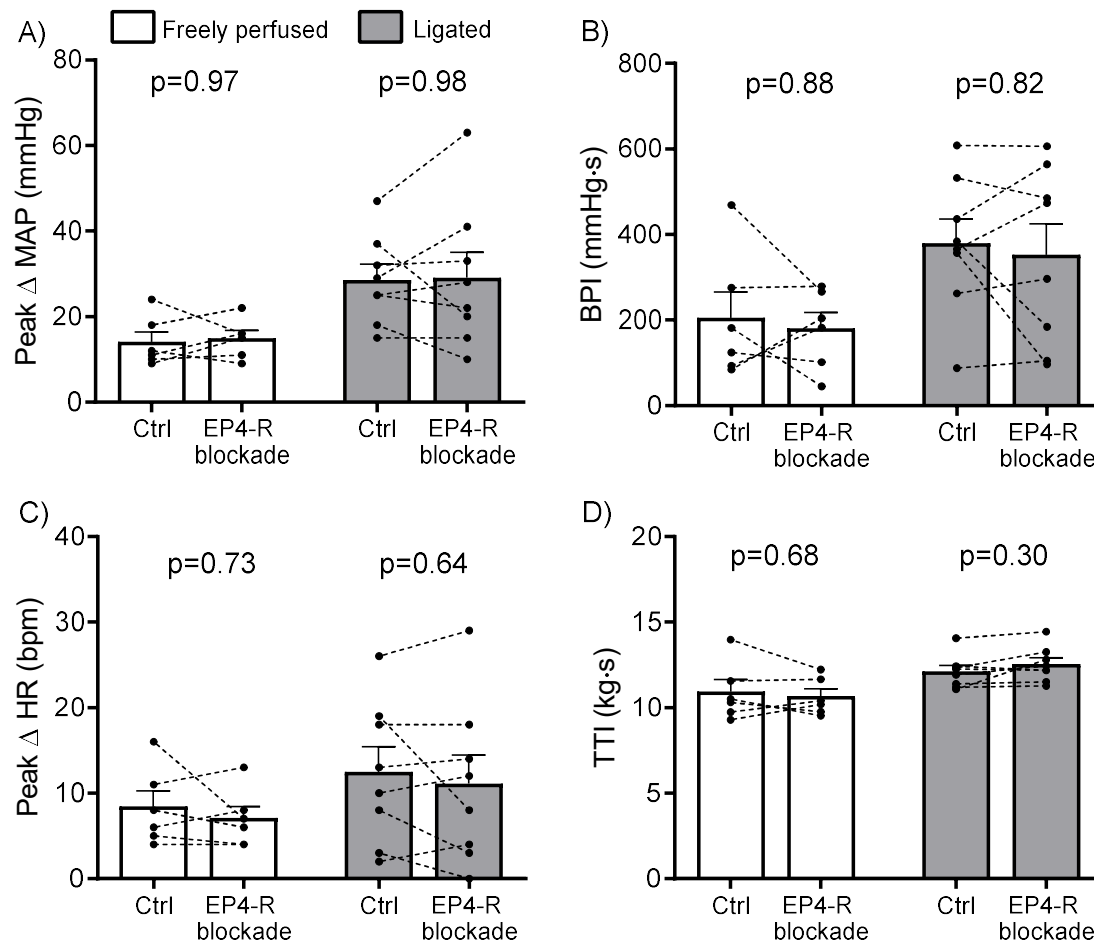 A)
Freely perfused
Ligated
Peak Δ MAP (mmHg)
80
60
40
20
0
p=0.97
p=0.98
Ctrl
EP4-R
blockade
Ctrl
EP4-R
blockade
B)
BPI (mmHg·s)
800
600
400
200
0
p=0.88
p=0.82
Ctrl
EP4-R
blockade
Ctrl
EP4-R
blockade
C)
Peak Δ HR (bpm)
40
30
20
10
0
p=0.73
p=0.64
Ctrl
EP4-R
blockade
Ctrl
EP4-R
blockade
D)
TTI (kg·s)
20
15
10
5
0
p=0.68
p=0.30
Ctrl
EP4-R
blockade
Ctrl
EP4-R
blockade